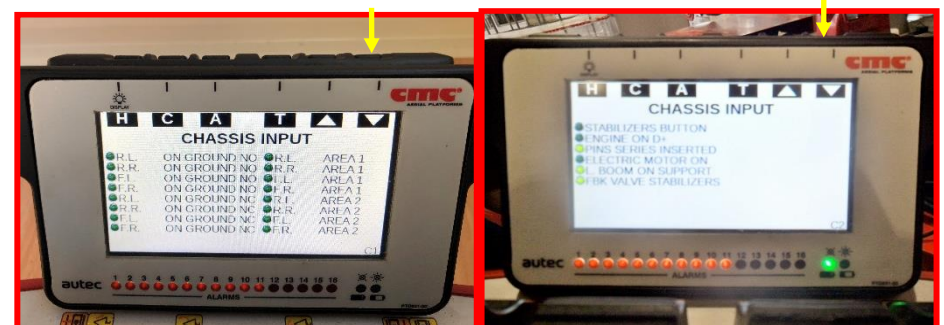 DISPLAY
cmc
AERIAL PLATFORMS
H C A T
CHASSIS INPUT
R.L. ON GROUND NO R.L. AREA 1
R.R. ON GROUND NO R.R. AREA 1
F.L. ON GROUND NO F.L. AREA 1
F.R. ON GROUND NO F.R. AREA 1
R.L. ON GROUND NC R.L. AREA 2
R.R. ON GROUND NC R.R. AREA 2
F.L. ON GROUND NC F.L. AREA 2
F.R. ON GROUND NC F.R. AREA 2
C1
autec
1 2 3 4 5 6 7 8 9 10 11 12 13 14 15 16
ALARMS
DISPLAY
cmc
AERIAL PLATFORMS
H C A T
CHASSIS INPUT
STABILIZERS BUTTON
ENGINE ON D+
PINS SERIES INSERTED
ELECTRIC MOTOR ON
L. BOOM ON SUPPORT
FBK VALVE STABILIZERS
C2
autec
1 2 3 4 5 6 7 8 9 10 11 12 13 14 15 16
ALARMS